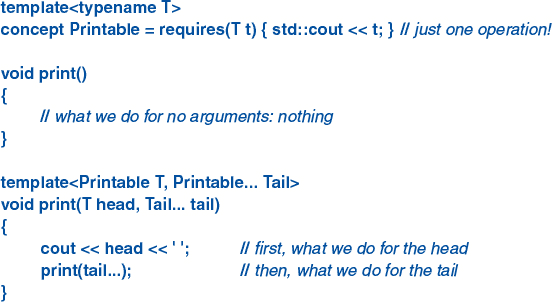 template<typename T>
concept Printable = requires(T t) { std::cout << t; } // just one operation!
void print()
{
// what we do for no arguments: nothing
}
template<Printable T, Printable... Tail>
void print(T head, Tail... tail)
{
cout << head << ' '; // first, what we do for the head
print(tail...); // then, what we do for the tail
}